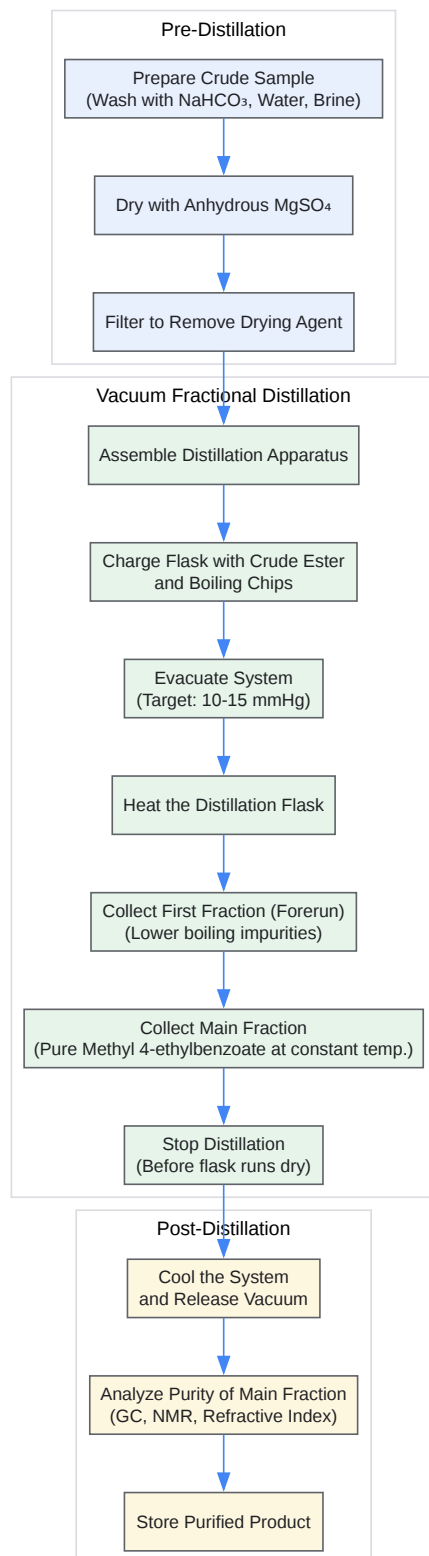 Pre-Distillation
Prepare Crude Sample
(Wash with NaHCO₃, Water, Brine)
Dry with Anhydrous MgSO₄
Filter to Remove Drying Agent
Vacuum Fractional Distillation
Assemble Distillation Apparatus
Charge Flask with Crude Ester
and Boiling Chips
Evacuate System
(Target: 10-15 mmHg)
Heat the Distillation Flask
Collect First Fraction (Forerun)
(Lower boiling impurities)
Collect Main Fraction
(Pure Methyl 4-ethylbenzoate at constant temp.)
Stop Distillation
(Before flask runs dry)
Post-Distillation
Cool the System
and Release Vacuum
Analyze Purity of Main Fraction
(GC, NMR, Refractive Index)
Store Purified Product